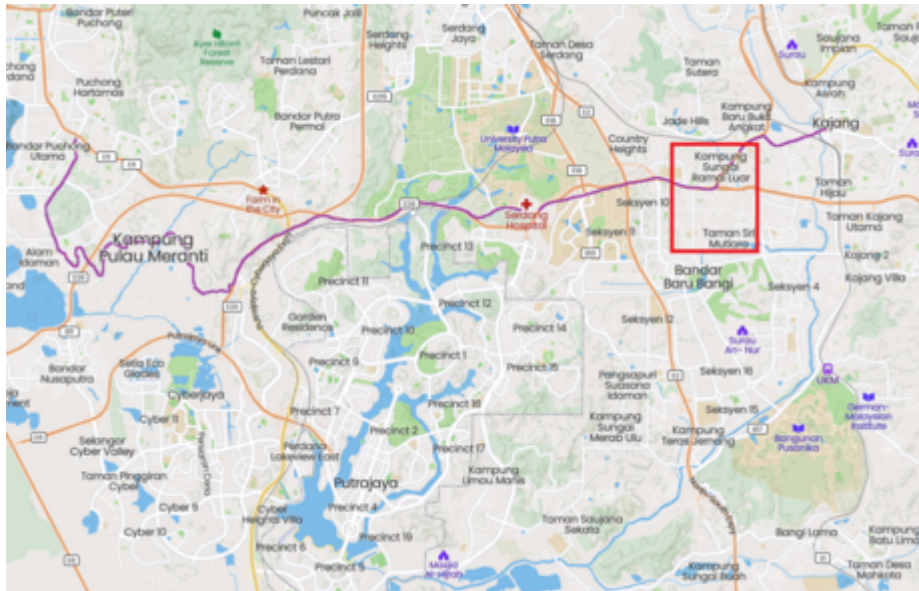 Bandar Puteri
Puchong
Puncak Jalil
Serdang
Heights
Serdang
Jaya
Taman Desa
Serdang
Saujana
Impian
Ayer Hitam
Forest
Reserve
Taman Lestari
Perdana
Taman
Sutera
Surau
Puchong
Hartamas
Kampung
Baru Bukit
Angkat
Bandar Putra
Permai
Jade Hills
Kajang
University Putra
Malaysia
Country
Heights
Bandar Puchong
Utama
Kampung
Sungai
Ramal Luar
Farm in
the City
Taman
Hijau
Serdang
Hospital
Seksyen 10
Taman Kajang
Utama
Seksyen 11
Taman Sri
Mutiara
Kampung
Pulau Meranti
Precinct 13
Alam
Idaman
Kajang 2
Precinct 11
Bandar
Baru Bangi
Kajang Villa
Seksyen 4
Garden
Residence
Precinct 12
Precinct 10
Precinct 14
Seksyen 12
Surau
An- Nur
Setia Eco
Glades
Precinct 9
Precinct 1
Precinct 15
Bandar
Nusaputra
Pengsapuri
Suasana
Idaman
Seksyen 16
UKM
Cyberjaya
Precinct 16
Precinct 7
Seksyen 15
German-
Malaysian
Institute
Cyber 11
Kampung
Sungai
Merab Ulu
Precinct 2
Kampung
Teras Jernang
Bangunan
Pusanika
Selangor
Cyber Valley
Perdana
Lakeview East
Precinct 17
Taman Pinggiran
Cyber
Putrajaya
Kampung
Limau Manis
Cyber 9
Precinct 4
Cyber
Heights Villa
Taman Saujana
Sekata
Cyber 10
Precinct 19
Bangi Lama
Kampung
Batu
Precinct 6
Masjid
Al-Hijrah
Precinct 5
Kampung
Sungai Buah
Taman Desa
Mahkota